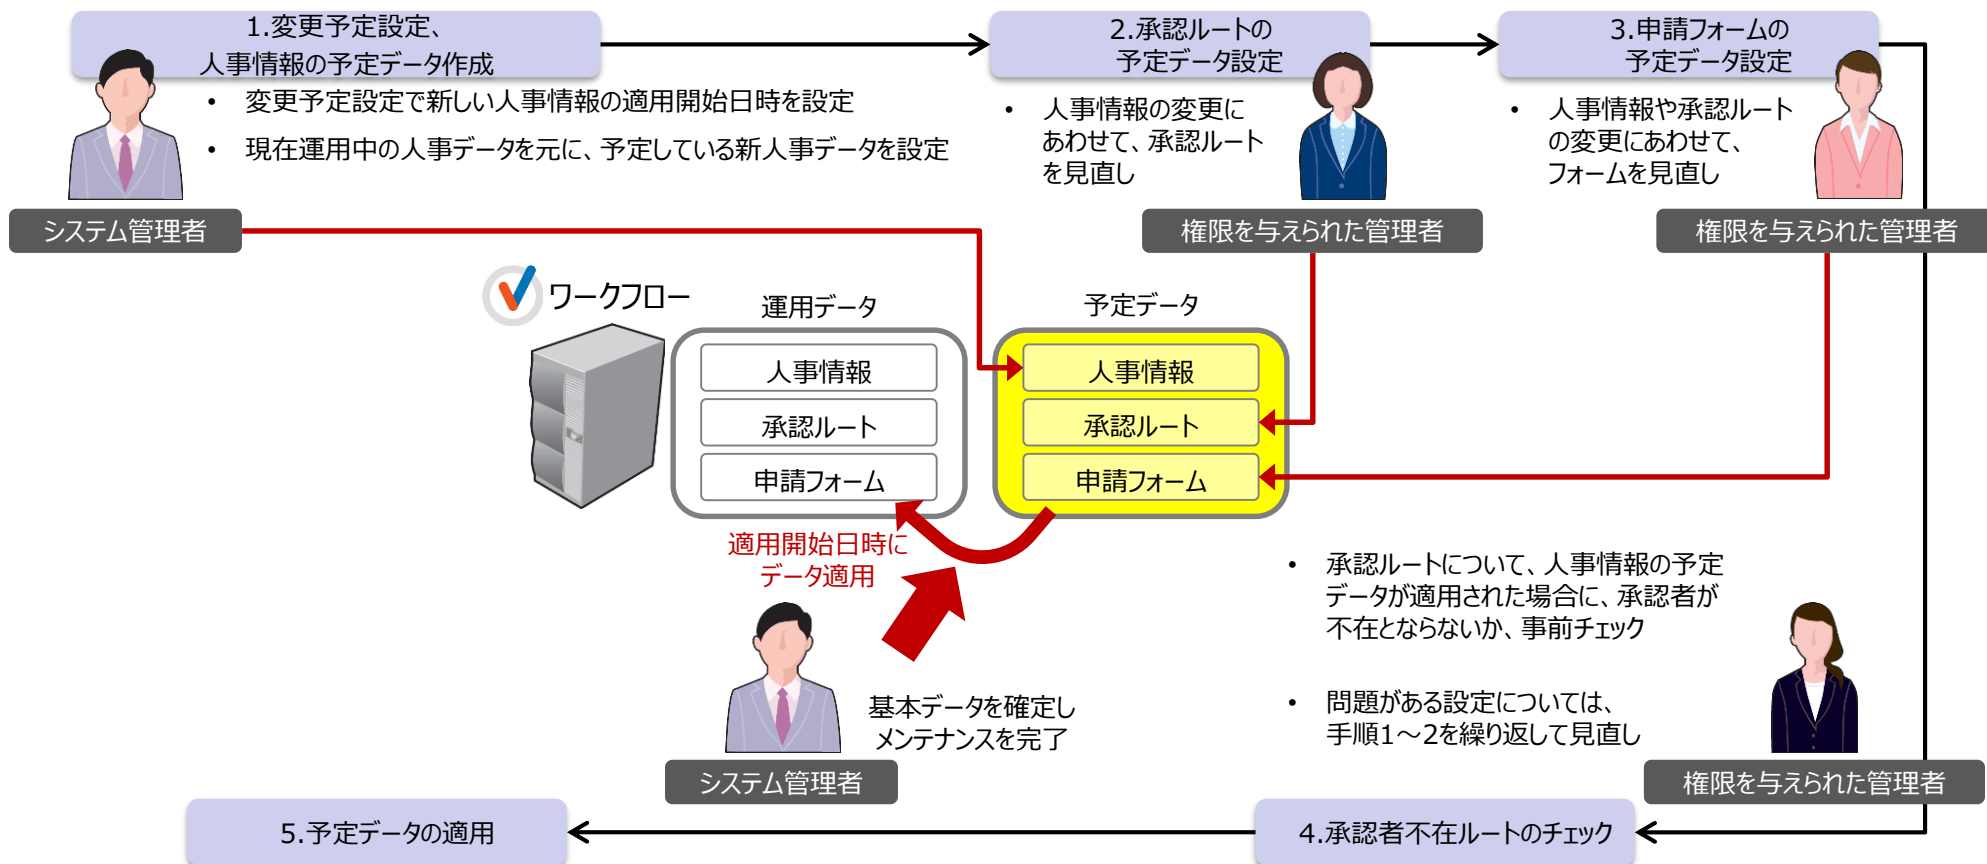 1.変更予定設定、
人事情報の予定データ作成
2.承認ルートの
予定データ設定
3.申請フォームの
予定データ設定
• 変更予定設定で新しい人事情報の適用開始日時を設定
• 現在運用中の人事データを元に、予定している新人事データを設定
• 人事情報の変更に
あわせて、承認ルート
を見直し
• 人事情報や承認ルート
の変更にあわせて、
フォームを見直し
システム管理者
権限を与えられた管理者
権限を与えられた管理者
ワークフロー
運用データ
人事情報
承認ルート
申請フォーム
予定データ
人事情報
承認ルート
申請フォーム
適用開始日時に
データ適用
基本データを確定し
メンテナンスを完了
システム管理者
• 承認ルートについて、人事情報の予定
データが適用された場合に、承認者が
不在とならないか、事前チェック
• 問題がある設定については、
手順1～2を繰り返して見直し
権限を与えられた管理者
4.承認者不在ルートのチェック
5.予定データの適用